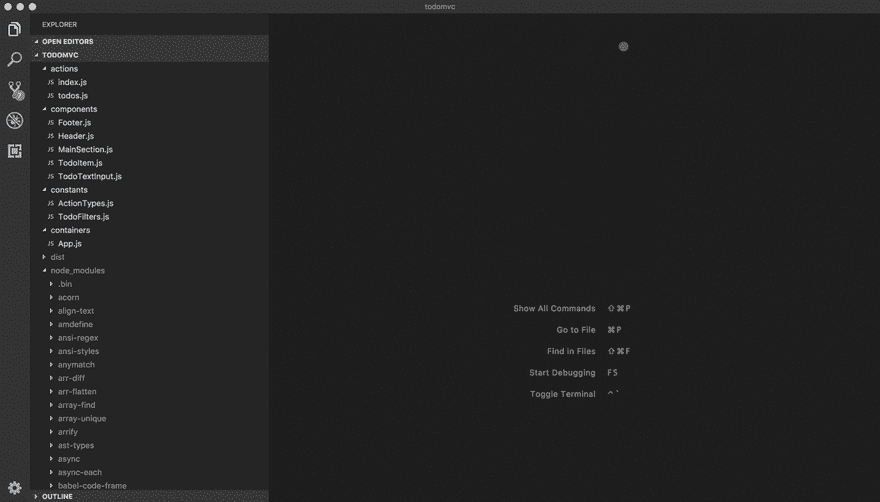 todomvc
EXPLORER
OPEN EDITORS
TODOMVC
actions
JS index.js
JS todos.js
components
JS Footer.js
JS Header.js
JS MainSection.js
JS TodoItem.js
JS TodoTextInput.js
constants
JS ActionTypes.js
JS TodoFilters.js
containers
JS App.js
dist
node_modules
.bin
acorn
align-text
amdefine
ansi-regex
ansi-styles
anymatch
arr-diff
arr-flatten
array-find
array-unique
arrify
ast-types
async
async-each
babel-code-frame
OUTLINE
7
Show All Commands ⇧⌘P
Go to File ⌘P
Find in Files ⇧⌘F
Start Debugging F5
Toggle Terminal ⌃`